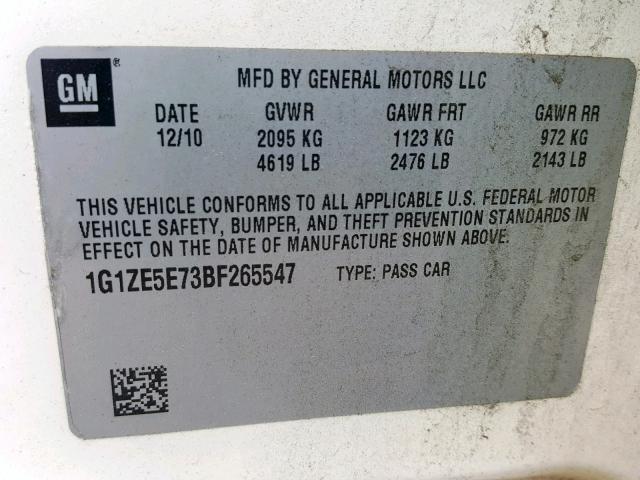 GM ®
MFD BY GENERAL MOTORS LLC
DATE GVWR GAWR FRT GAWR RR
12/10 2095 KG 1123 KG 972 KG
4619 LB 2476 LB 2143 LB
THIS VEHICLE CONFORMS TO ALL APPLICABLE U.S. FEDERAL MOTOR
VEHICLE SAFETY, BUMPER, AND THEFT PREVENTION STANDARDS IN
EFFECT ON THE DATE OF MANUFACTURE SHOWN ABOVE.
1G1ZE5E73BF265547 TYPE: PASS CAR